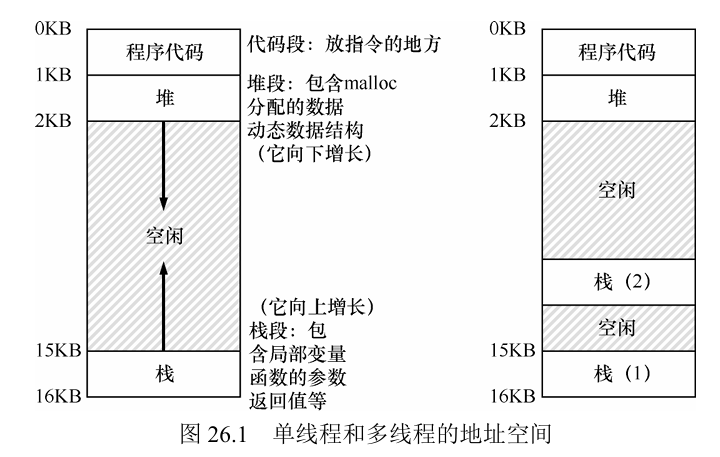 0KB
程序代码
代码段：放指令的地方
1KB
堆
堆段：包含malloc
分配的数据
2KB
动态数据结构
（它向下增长）
空闲
（它向上增长）
栈段：包
15KB
含局部变量
栈
函数的参数
16KB
返回值等
0KB
程序代码
1KB
堆
2KB
空闲
栈（2）
空闲
15KB
栈（1）
16KB
图 26.1 单线程和多线程的地址空间